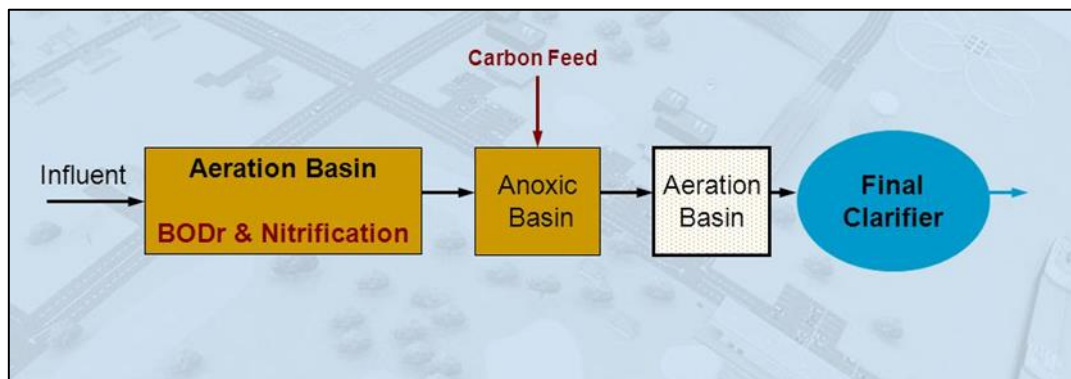 Carbon Feed
Influent
Aeration Basin
BODr & Nitrification
Anoxic
Basin
Aeration
Basin
Final
Clarifier